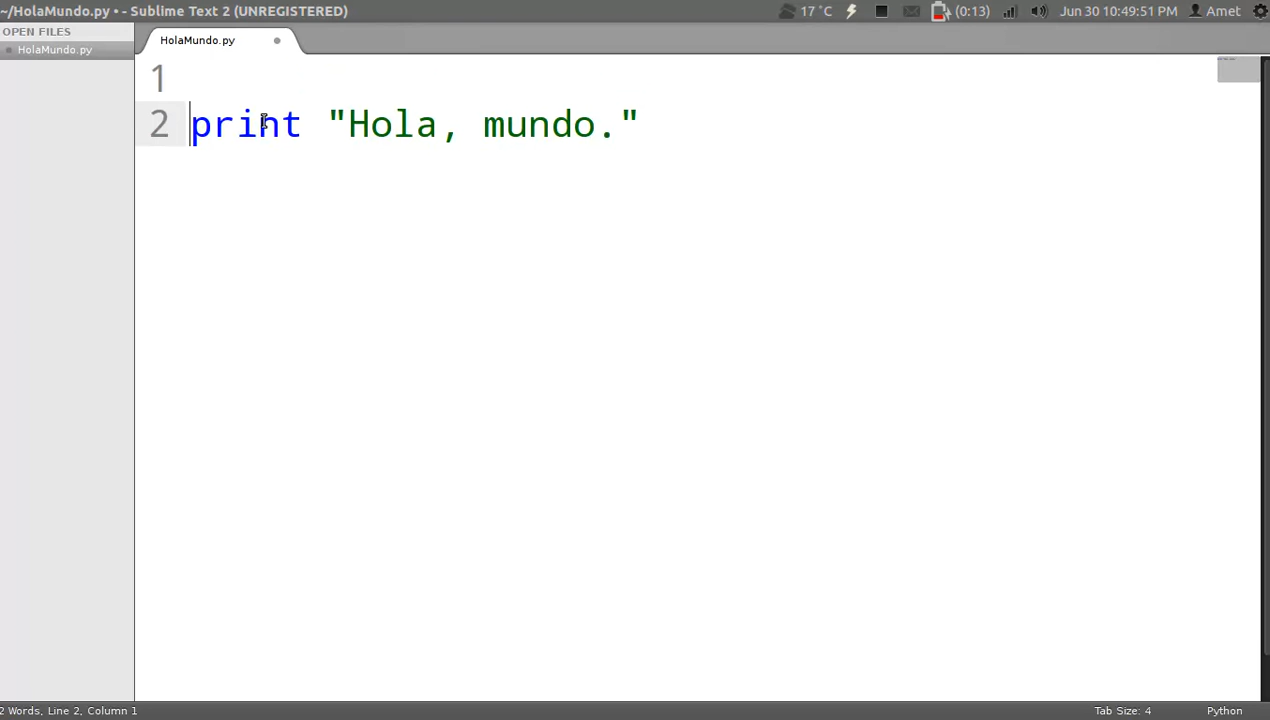 ~/HolaMundo.py • - Sublime Text 2 (UNREGISTERED) 17 °C (0:13) Jun 30 10:49:51 PM Amet
OPEN FILES
HolaMundo.py
HolaMundo.py
1
2 print "Hola, mundo."
2 Words, Line 2, Column 1 Tab Size: 4 Python